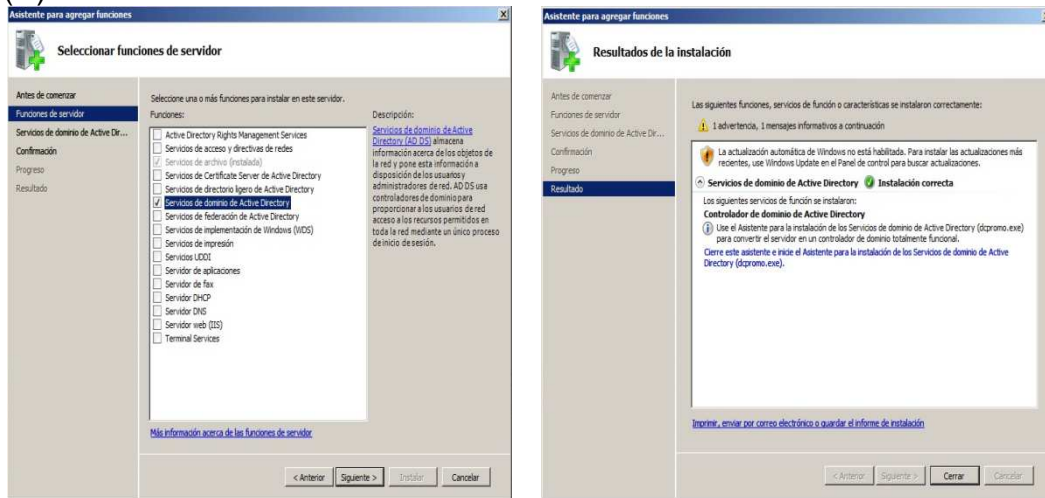 Asistente para agregar funciones
Seleccionar funciones de servidor
Antes de comenzar
Funciones de servidor
Servicios de dominio de Active Dir...
Confirmación
Progreso
Resultado
Seleccione una o más funciones para instalar en este servidor.
Funciones:
Active Directory Rights Management Services
Servicios de acceso y directivas de redes
Servicios de archivo (instalada)
Servicios de Certificate Server de Active Directory
Servicios de directorio ligero de Active Directory
Servicios de dominio de Active Directory
Servicios de federación de Active Directory
Servicios de implementación de Windows (WDS)
Servicios de impresión
Servicios UDDI
Servidor de aplicaciones
Servidor de fax
Servidor DHCP
Servidor DNS
Servidor web (IIS)
Terminal Services
Descripción:
Servicios de dominio de Active
Directory (AD DS) almacena
información acerca de los objetos de
la red y pone esta información a
disposición de los usuarios y
administradores de red. AD DS usa
controladores de dominio para
proporcionar a los usuarios de red
acceso a los recursos permitidos en
toda la red mediante un único proceso
de inicio de sesión.
Más información acerca de las funciones de servidor
< Anterior
Siguiente >
Instalar
Cancelar
Asistente para agregar funciones
Resultados de la instalación
Antes de comenzar
Funciones de servidor
Servicios de dominio de Active Dir...
Confirmación
Progreso
Resultado
Las siguientes funciones, servicios de función o características se instalaron correctamente:
1 advertencia, 1 mensajes informativos a continuación
La actualización automática de Windows no está habilitada. Para instalar las actualizaciones más
recientes, use Windows Update en el Panel de control para buscar actualizaciones.
Servicios de dominio de Active Directory Instalación correcta
Los siguientes servicios de función se instalaron:
Controlador de dominio de Active Directory
Use el Asistente para la instalación de los Servicios de dominio de Active Directory (dcpromo.exe)
para convertir el servidor en un controlador de dominio totalmente funcional.
Cierre este asistente e inicie el Asistente para la instalación de los Servicios de dominio de Active
Directory (dcpromo.exe).
Imprimir, enviar por correo electrónico o guardar el informe de instalación
< Anterior
Siguiente >
Cerrar
Cancelar